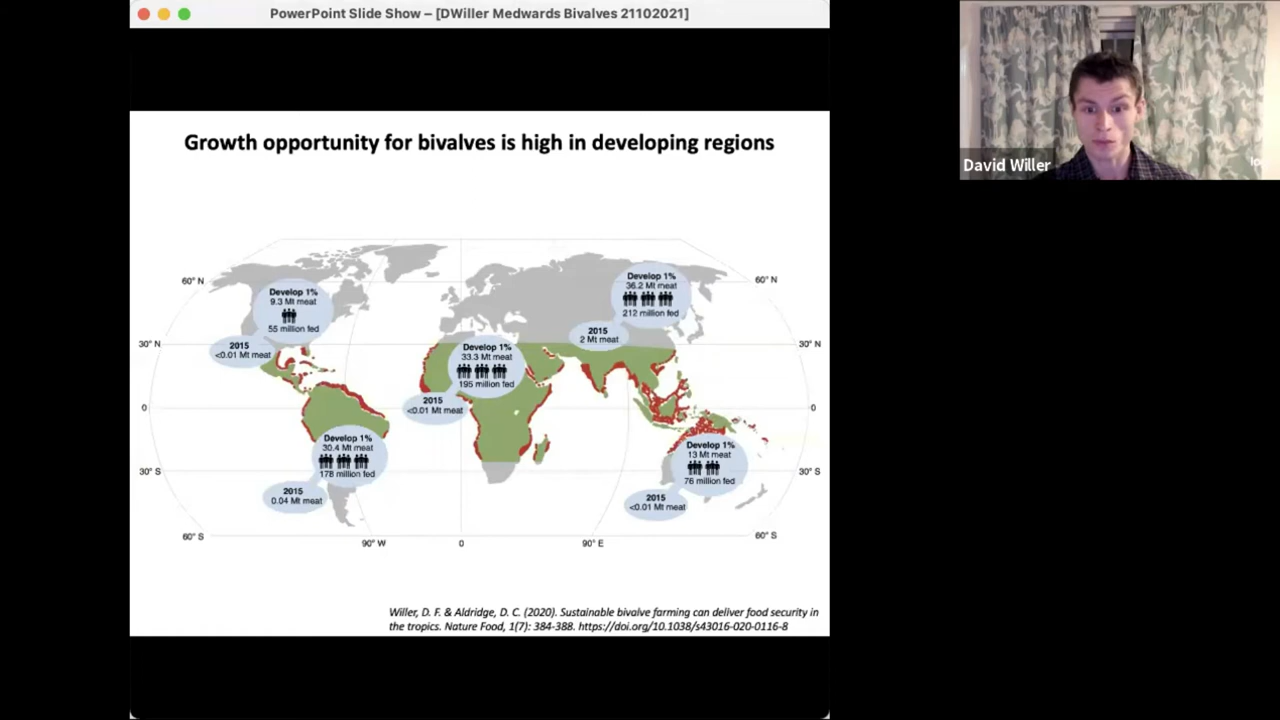 PowerPoint Slide Show – [DWiller Medwards Bivalves 21102021]
Growth opportunity for bivalves is high in developing regions
60° N
60° N
Develop 1%
9.3 Mt meat
55 million fed
2015
<0.01 Mt meat
Develop 1%
36.2 Mt meat
212 million fed
2015
2 Mt meat
30° N
30° N
Develop 1%
33.3 Mt meat
195 million fed
2015
<0.01 Mt meat
0
0
Develop 1%
30.4 Mt meat
178 million fed
2015
0.04 Mt meat
Develop 1%
13 Mt meat
76 million fed
2015
<0.01 Mt meat
30° S
30° S
60° S
60° S
90° W
0
90° E
Willer, D. F. & Aldridge, D. C. (2020). Sustainable bivalve farming can deliver food security in
the tropics. Nature Food, 1(7): 384-388. https://doi.org/10.1038/s43016-020-0116-8
David Willer